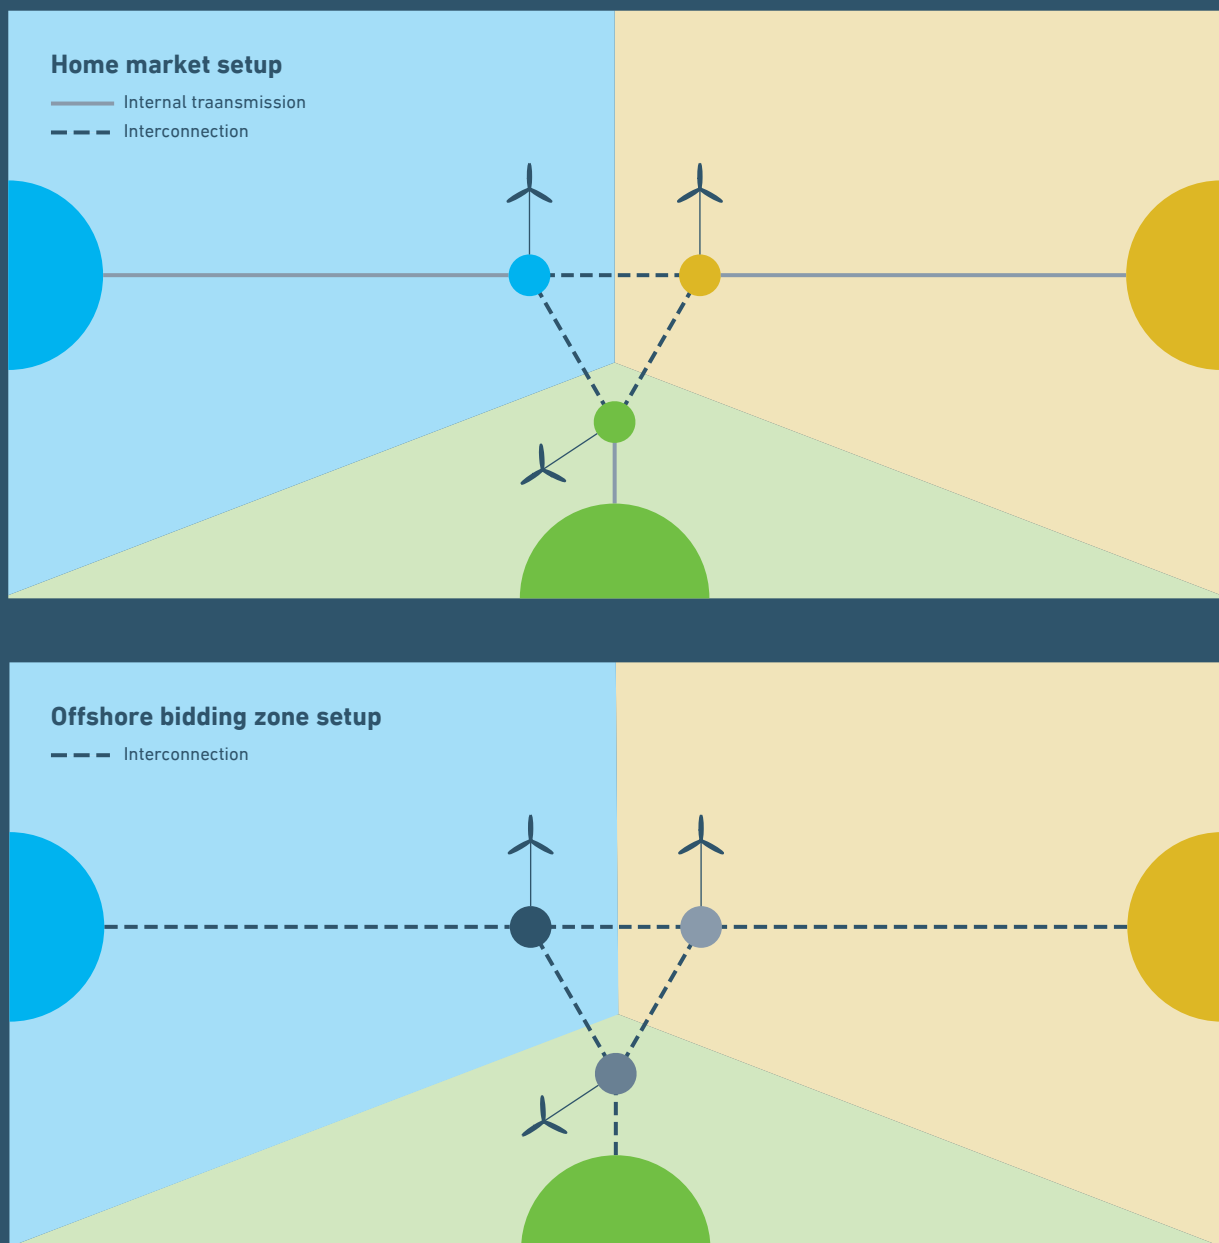 Home market setup
Internal traansmission
Interconnection
Offshore bidding zone setup
Interconnection